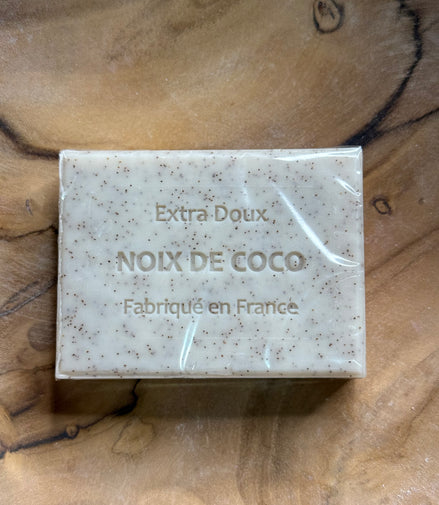 Extra Doux
NOIX DE COCO
Fabriqué en France